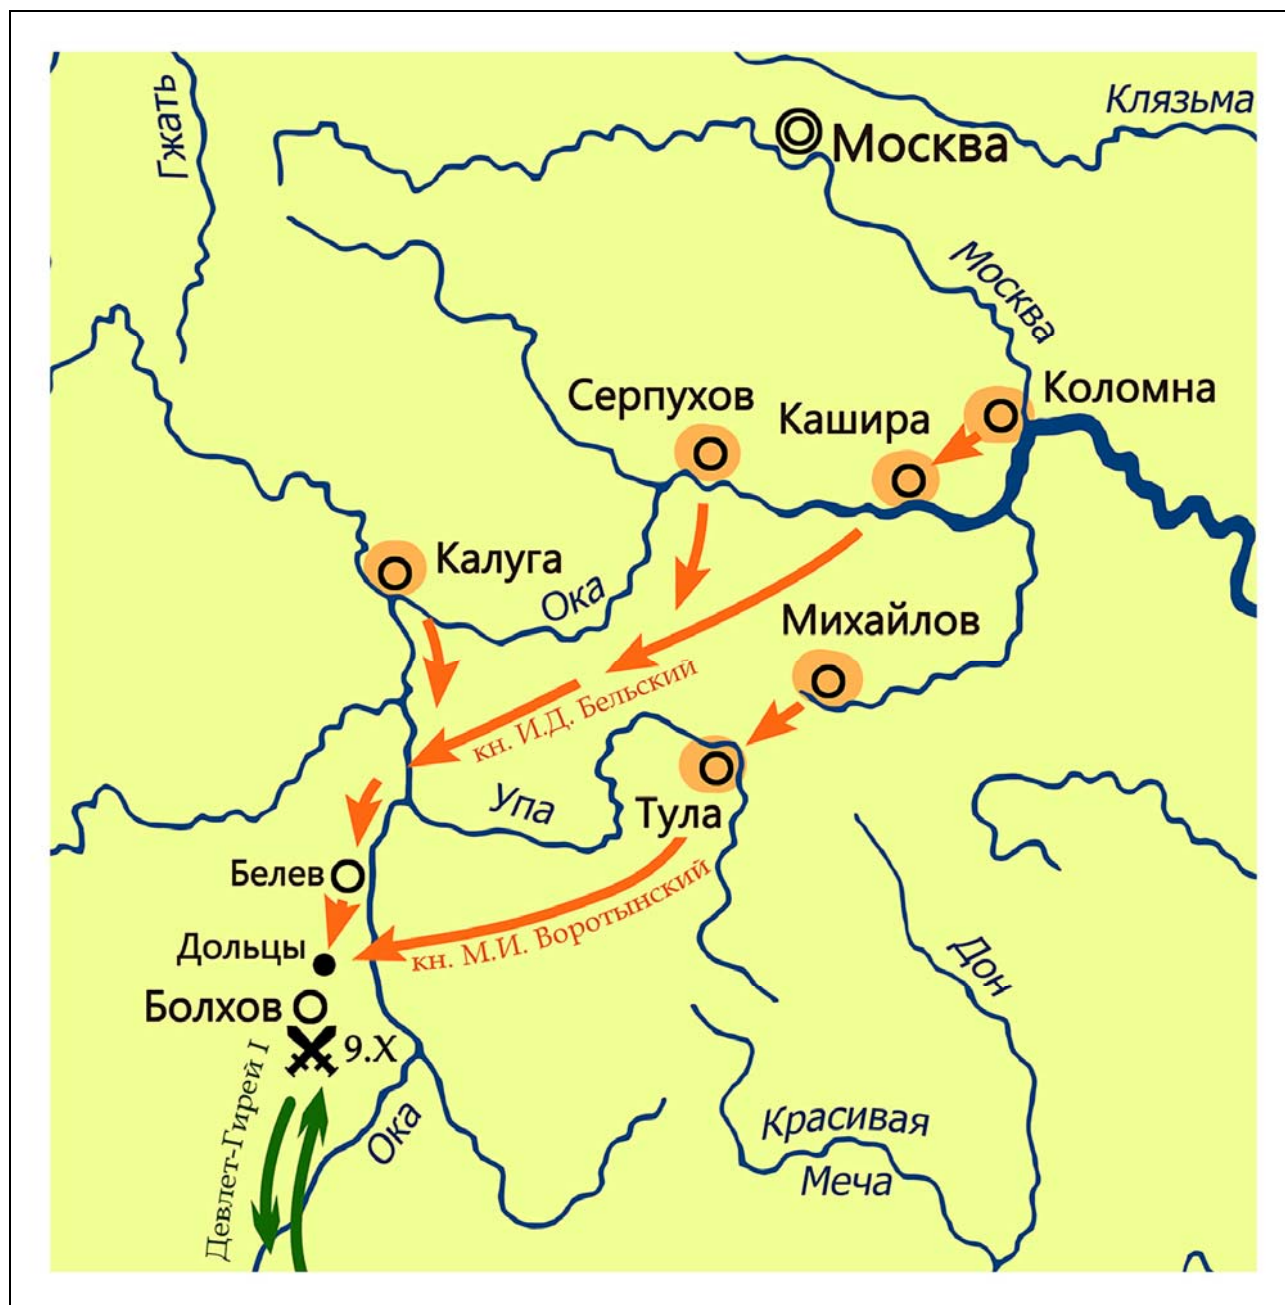 Гжать
Клязьма
Москва
Москва
Серпухов
Кашира
Коломна
Калуга
Ока
Михайлов
кн. И.Д. Бельский
Упа
Тула
Белев
кн. М.И. Воротынский
Дольцы
Дон
Болхов
9.X
Девлет-Гирей I
Ока
Красивая
Меча